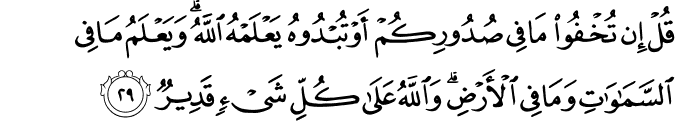 قُلْ إِن تُخْفُوا۟ مَا فِى صُدُورِكُمْ أَوْ تُبْدُوهُ يَعْلَمْهُ ٱللَّهُ ۗ وَيَعْلَمُ مَا فِى
ٱلسَّمَـٰوَٰتِ وَمَا فِى ٱلْأَرْضِ ۗ وَٱللَّهُ عَلَىٰ كُلِّ شَىْءٍ قَدِيرٌ ٢٩